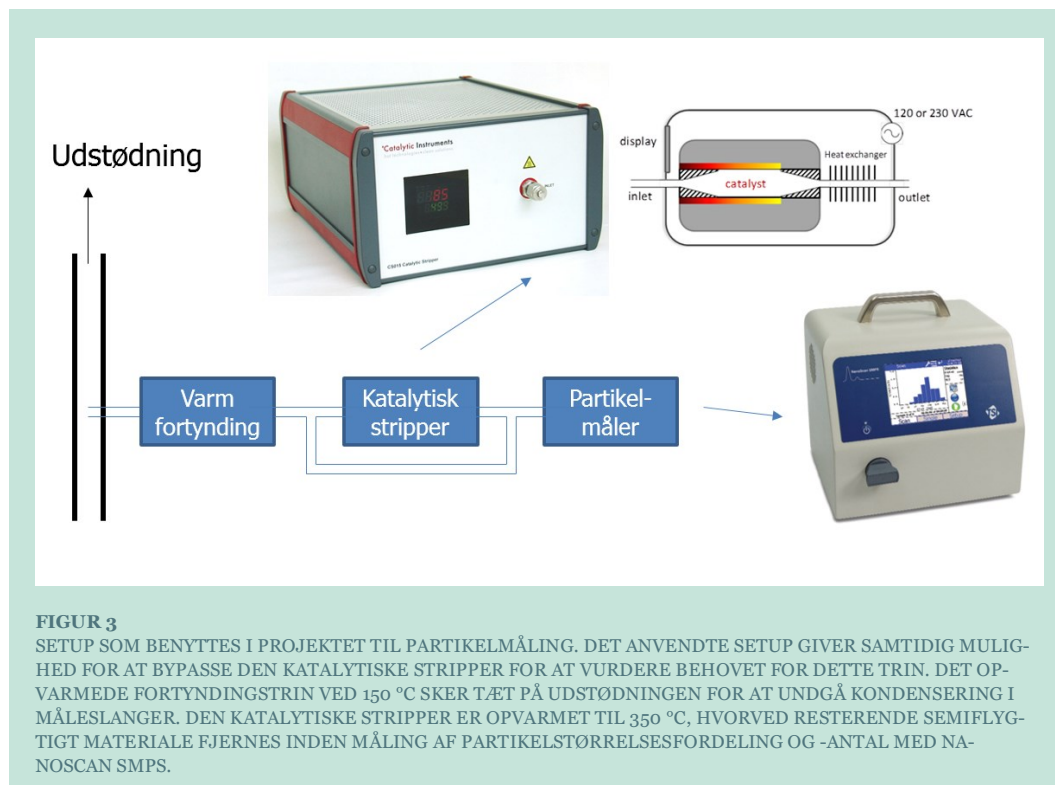 Udstødning
Catalytic Instruments
85
CS015 Catalytic Stripper
120 or 230 VAC
display
Heat exchanger
catalyst
inlet
outlet
Varm
fortynding
Katalytisk
stripper
Partikel-
måler
Scan
FIGUR 3
SETUP SOM BENYTTES I PROJEKTET TIL PARTIKELMÅLING. DET ANVENDTE SETUP GIVER SAMTIDIG MULIG-
HED FOR AT BYPASSE DEN KATALYTISKE STRIPPER FOR AT VURDERE BEHOVET FOR DETTE TRIN. DET OP-
VARMEDE FORTYNDINGSTRIN VED 150 °C SKER TÆT PÅ UDSTØDNINGEN FOR AT UNDGÅ KONDENSERING I
MÅLESLANGER. DEN KATALYTISKE STRIPPER ER OPVARMET TIL 350 °C, HVORVED RESTERENDE SEMIFLYG-
TIGT MATERIALE FJERNES INDEN MÅLING AF PARTIKELSTØRRELSESFORDELING OG -ANTAL MED NA-
NOSCAN SMPS.